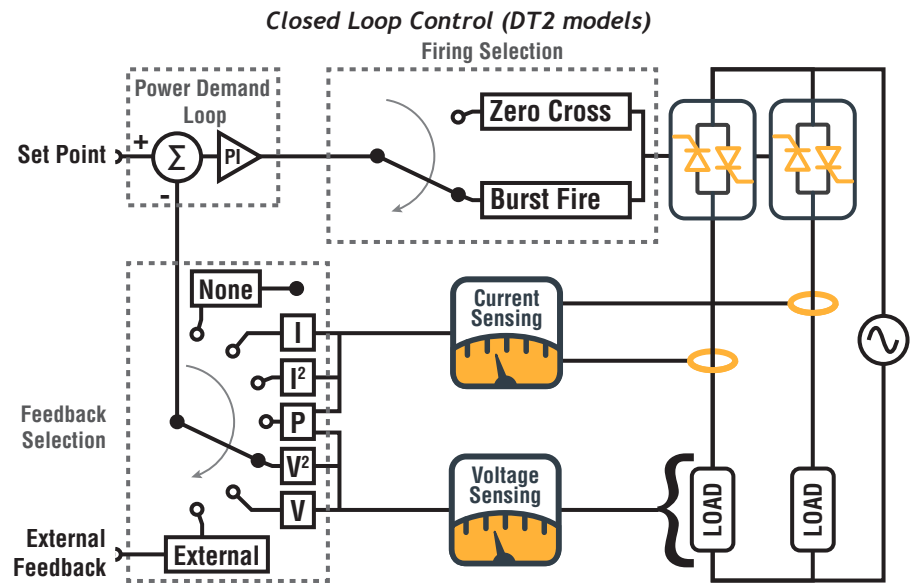 Closed Loop Control (DT2 models)
Firing Selection
Power Demand
Loop
Zero Cross
+
Set Point
Σ
PI
-
Burst Fire
None
Current
Sensing
I
I²
Feedback
Selection
P
V²
Voltage
Sensing
V
LOAD
LOAD
External
Feedback
External